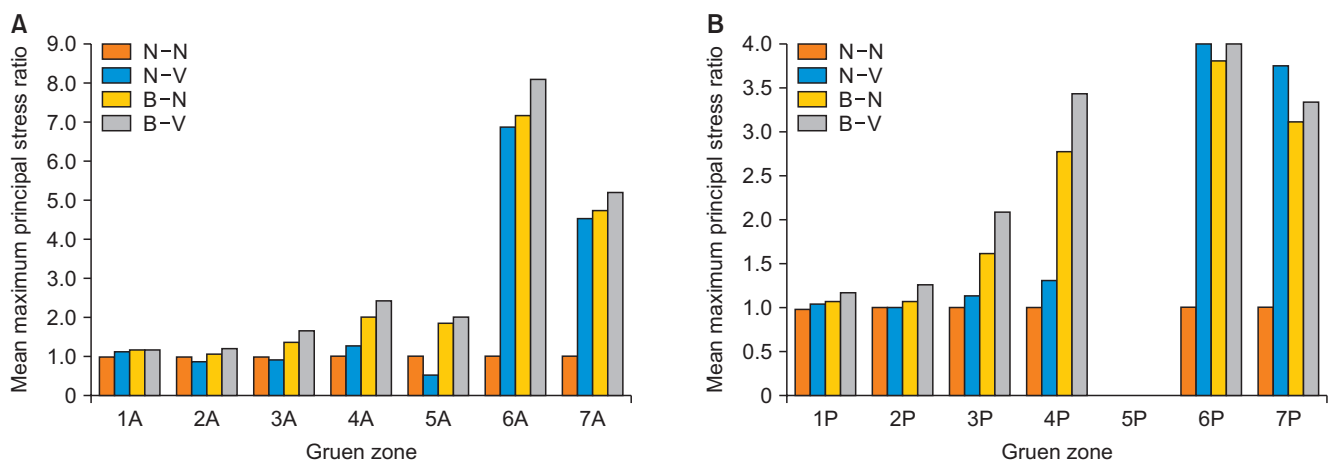 A
Mean maximum principal stress ratio
9.0
8.0
7.0
6.0
5.0
4.0
3.0
2.0
1.0
0
N−N
N−V
B−N
B−V
1A 2A 3A 4A 5A 6A 7A
Gruen zone
B
Mean maximum principal stress ratio
4.0
3.5
3.0
2.5
2.0
1.5
1.0
0.5
0
N−N
N−V
B−N
B−V
1P 2P 3P 4P 5P 6P 7P
Gruen zone